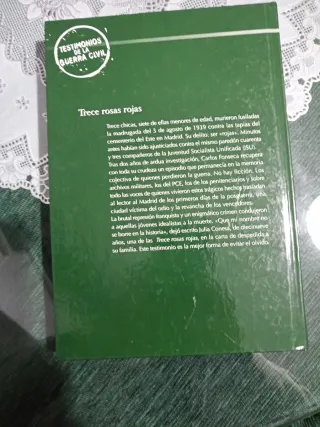 TESTIMONIOS
DE LA
GUERRA CIVIL
Trece rosas rojas
Trece chicas, siete de ellas menores de edad, murieron fusiladas
la madrugada del 5 de agosto de 1939 contra las tapias del
cementerio del Este en Madrid. Su delito: ser «rojas». Minutos
antes habían sido ajusticiados contra el mismo paredón cuarenta
y tres compañeros de la Juventud Socialista Unificada (JSU).
Tras dos años de ardua investigación, Carlos Fonseca recupera
con toda su crudeza un episodio que permanecía en la memoria
colectiva de quienes perdieron la guerra. No hay ficción. Los
archivos militares, los del PCE, los de los penitenciarios y sobre
todo las voces de quienes vivieron estos trágicos hechos trasladan
al lector al Madrid de los primeros días de la posguerra, una
ciudad víctima del odio y la revancha de los vencedores.
La brutal represión franquista y un enigmático crimen condujeron
a aquellas jóvenes idealistas a la muerte. «Que mi nombre no
se borre en la historia», dejó escrito Julia Conesa, de diecinueve
años, una de las Trece rosas rojas, en la carta de despedida a
su familia. Este testimonio es la mejor forma de evitar el olvido.